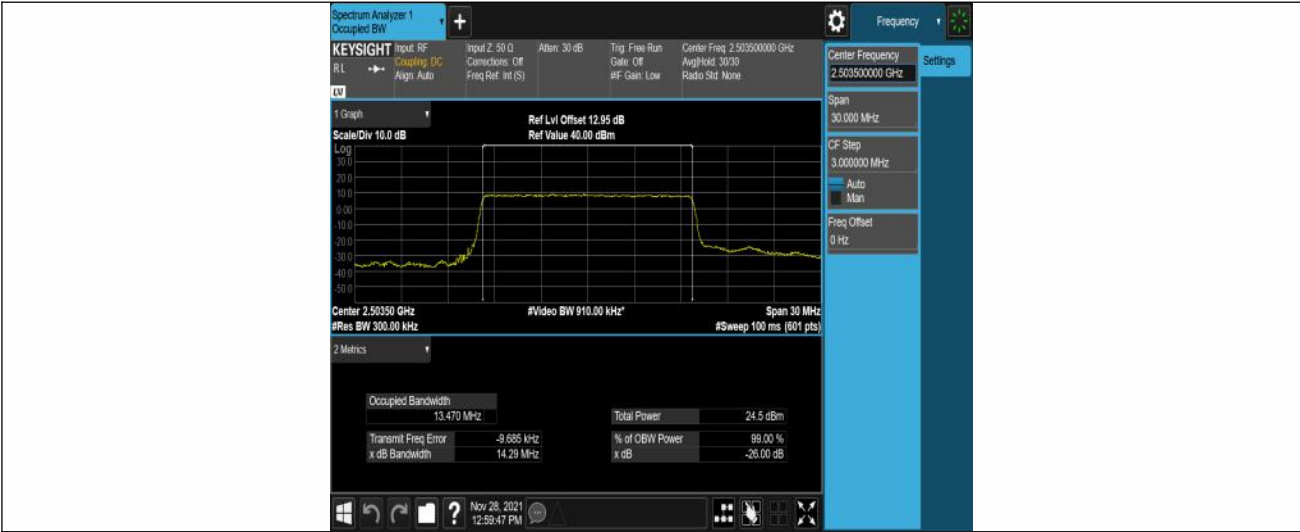 Spectrum Analyzer 1
Occupied BW
Frequency
KEYSIGHT
RL
LV
Input: RF
Coupling: DC
Align: Auto
Input Z: 50 Ω
Corrections: Off
Freq Ref: Int (S)
Atten: 30 dB
Trig: Free Run
Gate: Off
#IF Gain: Low
Center Freq: 2.503500000 GHz
Avg|Hold: 30/30
Radio Std: None
Center Frequency
2.503500000 GHz
Settings
Span
30.000 MHz
CF Step
3.000000 MHz
Auto
Man
Freq Offset
0 Hz
1 Graph
Ref Lvl Offset 12.95 dB
Scale/Div 10.0 dB
Ref Value 40.00 dBm
Log
30.0
20.0
10.0
0.00
-10.0
-20.0
-30.0
-40.0
-50.0
Center 2.50350 GHz
#Video BW 910.00 kHz*
Span 30 MHz
#Res BW 300.00 kHz
#Sweep 100 ms (601 pts)
2 Metrics
Occupied Bandwidth
13.470 MHz
Total Power
24.5 dBm
Transmit Freq Error
-9.685 kHz
% of OBW Power
99.00 %
x dB Bandwidth
14.29 MHz
x dB
-26.00 dB
?
Nov 28, 2021
12:59:47 PM